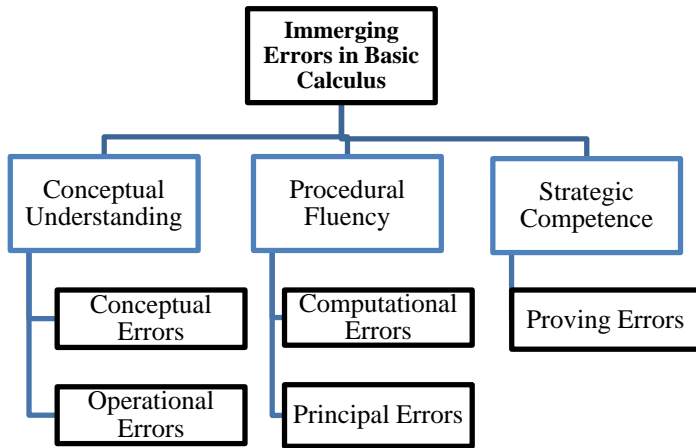 Immerging
Errors in Basic
Calculus
Conceptual
Understanding
Procedural
Fluency
Strategic
Competence
Conceptual
Errors
Computational
Errors
Proving Errors
Operational
Errors
Principal Errors